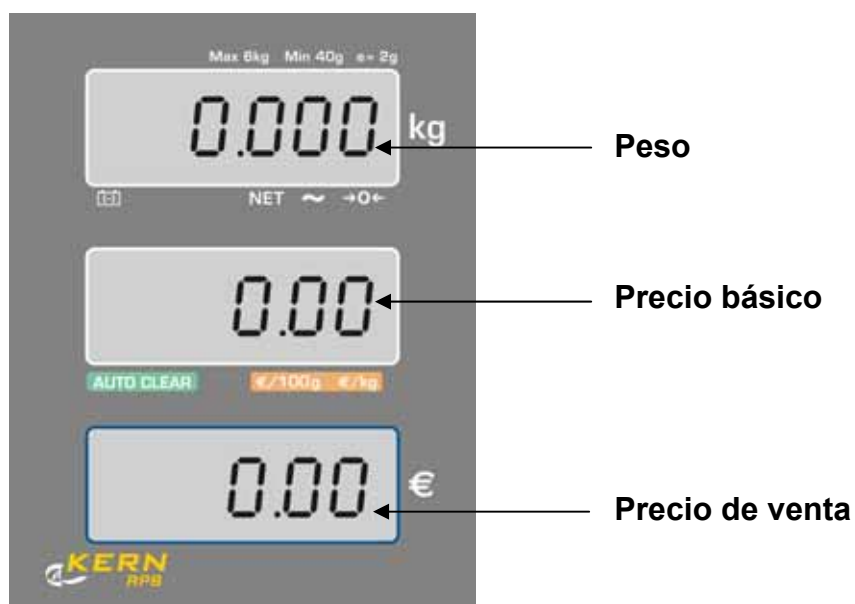 Max 6kg Min 40g e= 2g
0.000 kg
Peso
NET ~ →0←
0.00
Precio básico
AUTO CLEAR €/100g €/kg
0.00 €
Precio de venta
KERN
RPB